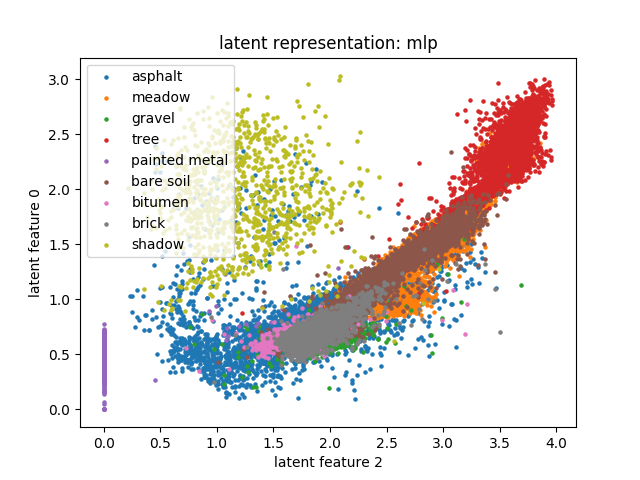 latent representation: mlp
asphalt
meadow
gravel
tree
painted metal
bare soil
bitumen
brick
shadow
latent feature 0
3.0
2.5
2.0
1.5
1.0
0.5
0.0
0.0 0.5 1.0 1.5 2.0 2.5 3.0 3.5 4.0
latent feature 2